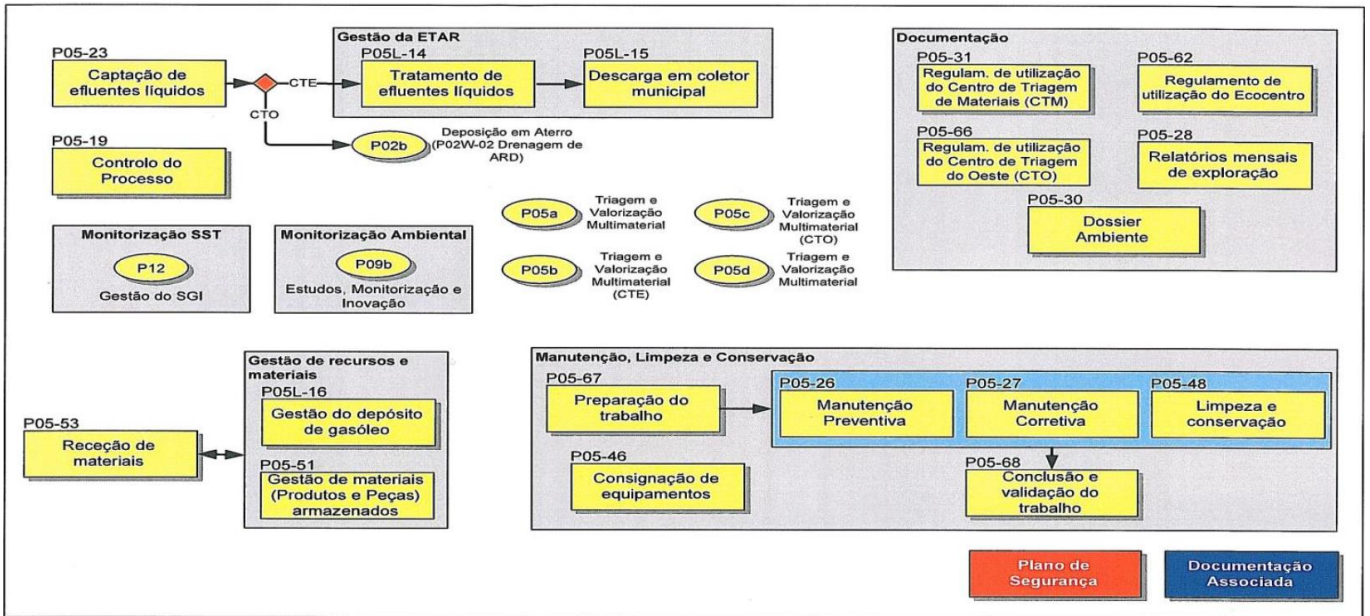 P05-23
Captação de
efluentes líquidos
CTE
CTO
Gestão da ETAR
P05L-14
Tratamento de
efluentes líquidos
P05L-15
Descarga em coletor
municipal
P02b
Deposição em Aterro
(P02W-02 Drenagem de
ARD)
P05-19
Controlo do
Processo
Monitorização SST
P12
Gestão do SGI
Monitorização Ambiental
P09b
Estudos, Monitorização e
Inovação
P05a
Triagem e
Valorização
Multimaterial
P05c
Triagem e
Valorização
Multimaterial
(CTO)
P05b
Triagem e
Valorização
Multimaterial
(CTE)
P05d
Triagem e
Valorização
Multimaterial
Documentação
P05-31
Regulam. de utilização
do Centro de Triagem
de Materiais (CTM)
P05-62
Regulamento de
utilização do Ecocentro
P05-66
Regulam. de utilização
do Centro de Triagem
do Oeste (CTO)
P05-28
Relatórios mensais
de exploração
P05-30
Dossier
Ambiente
P05-53
Receção de
materiais
Gestão de recursos e
materiais
P05L-16
Gestão do depósito
de gasóleo
P05-51
Gestão de materiais
(Produtos e Peças)
armazenados
Manutenção, Limpeza e Conservação
P05-67
Preparação do
trabalho
P05-26
Manutenção
Preventiva
P05-27
Manutenção
Corretiva
P05-48
Limpeza e
conservação
P05-46
Consignação de
equipamentos
P05-68
Conclusão e
validação do
trabalho
Plano de
Segurança
Documentação
Associada